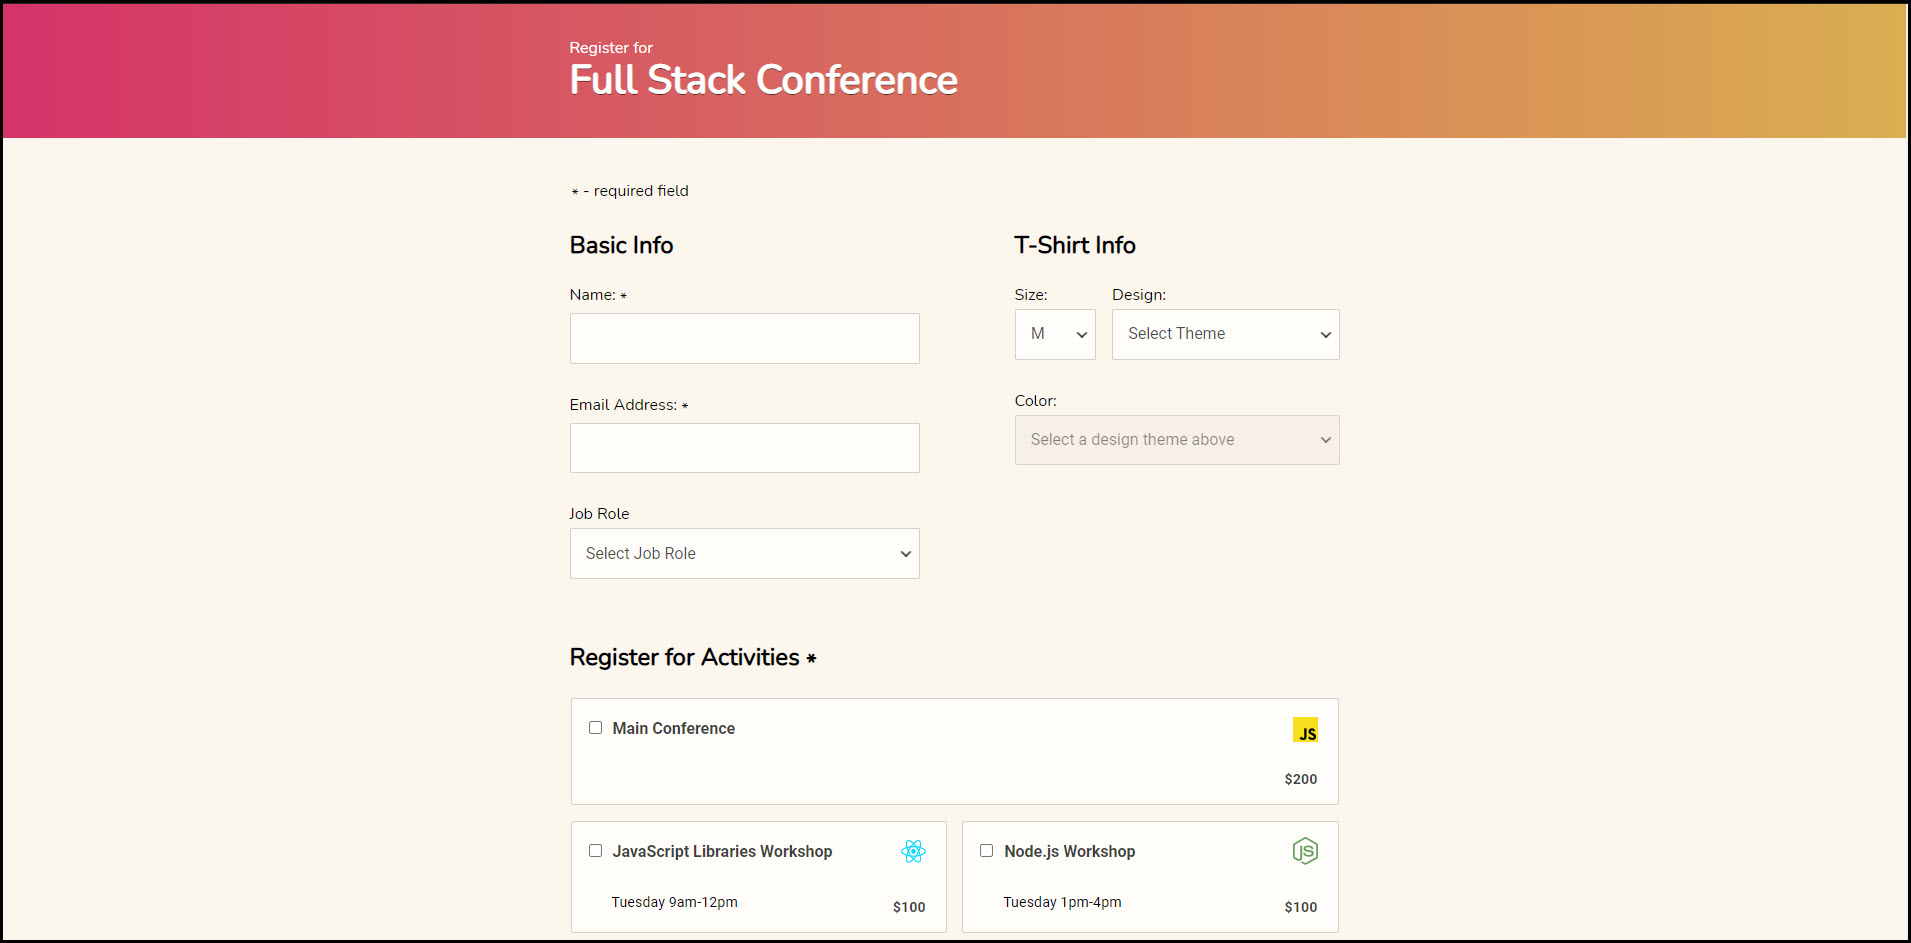 Register for
Full Stack Conference
* - required field
Basic Info
Name: *
Email Address: *
Job Role
Select Job Role
T-Shirt Info
Size:
M
Design:
Select Theme
Color:
Select a design theme above
Register for Activities *
Main Conference
JS
$200
JavaScript Libraries Workshop
Tuesday 9am-12pm
$100
Node.js Workshop
JS
Tuesday 1pm-4pm
$100